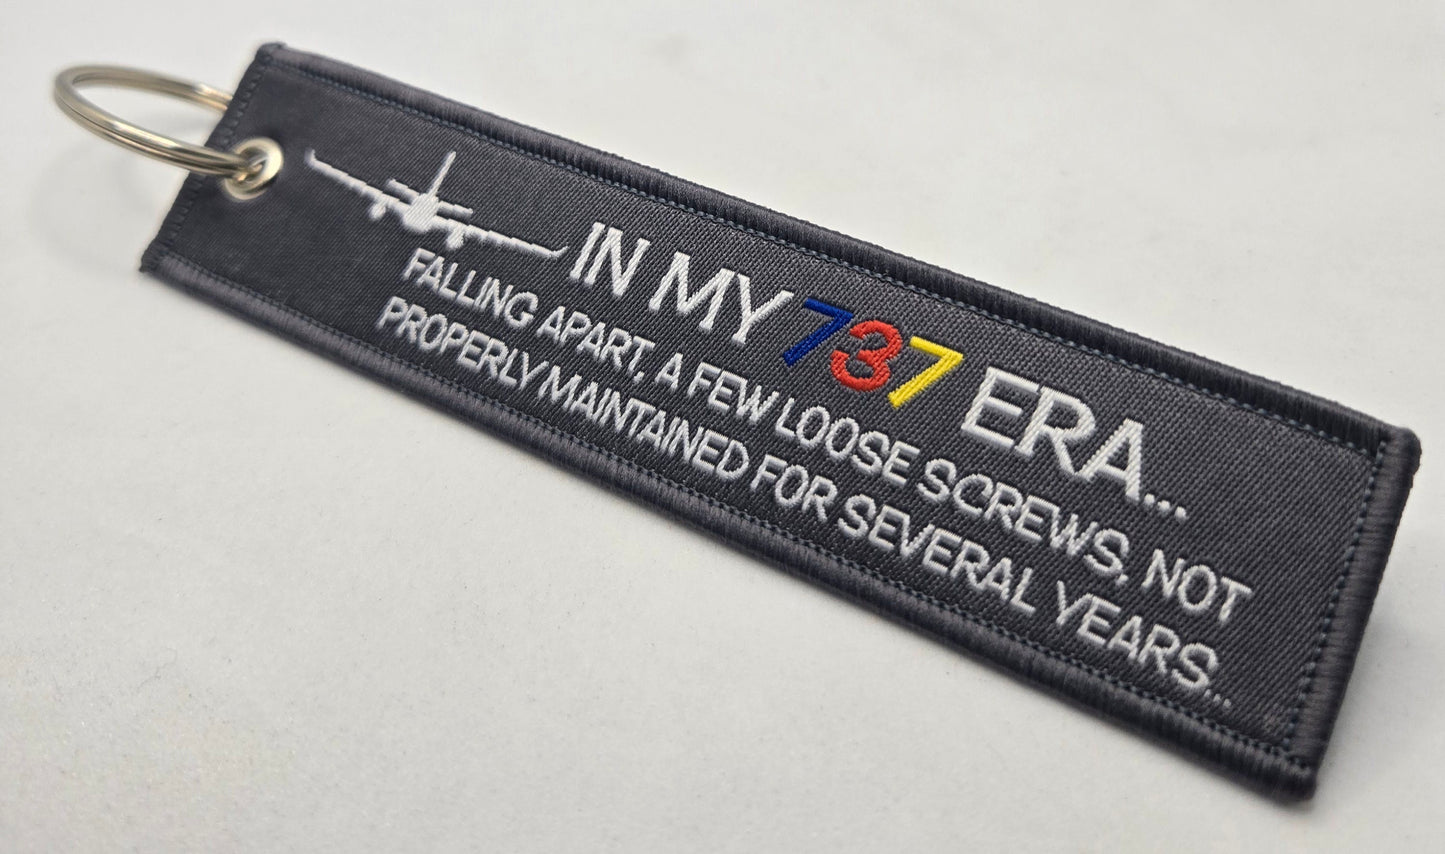 IN MY 737 ERA...
FALLING APART, A FEW LOOSE SCREWS, NOT
PROPERLY MAINTAINED FOR SEVERAL YEARS...